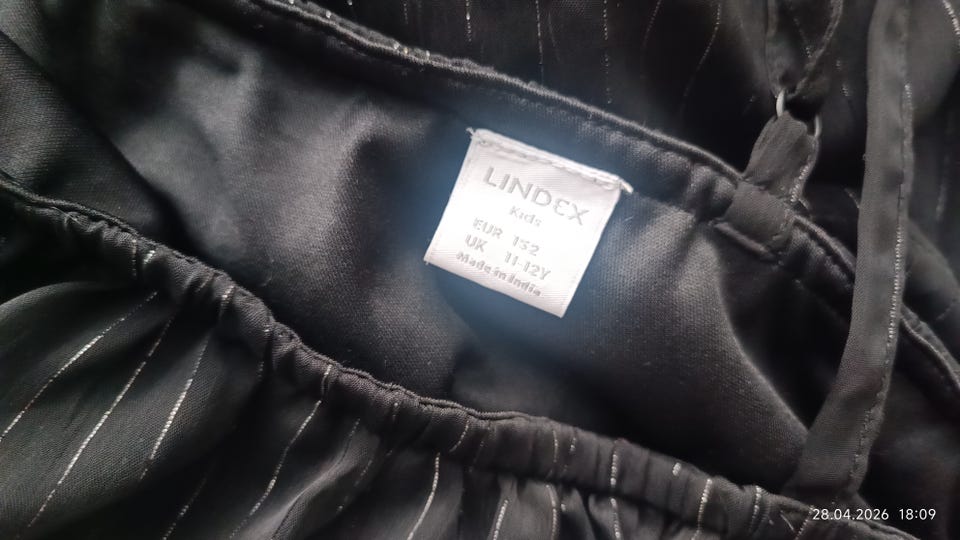 LINDEX
Kids
EUR 152
UK 11-12Y
Made in India
28.04.2026 18:09